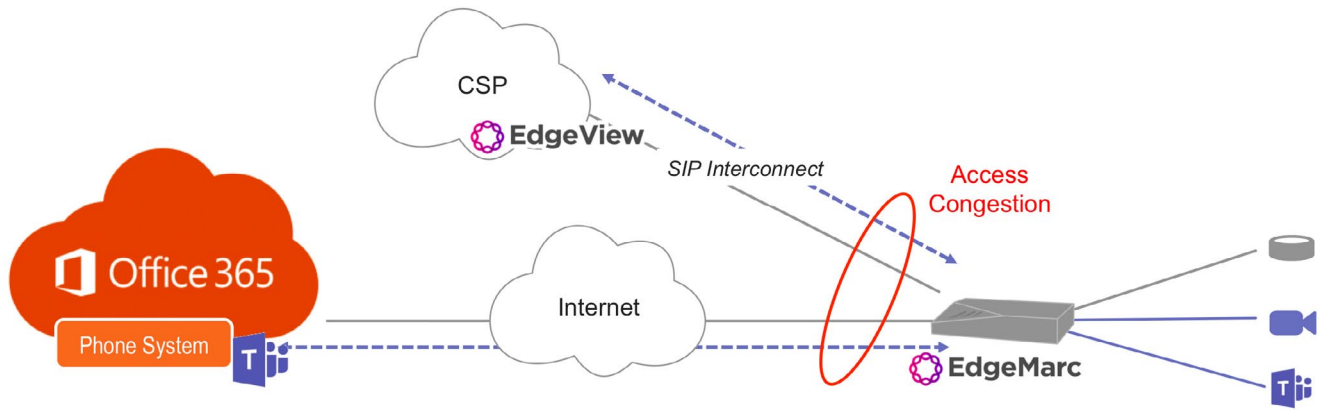 CSP
EdgeView
SIP Interconnect
Access
Congestion
Office 365
Internet
Phone System
T
EdgeMarc
T